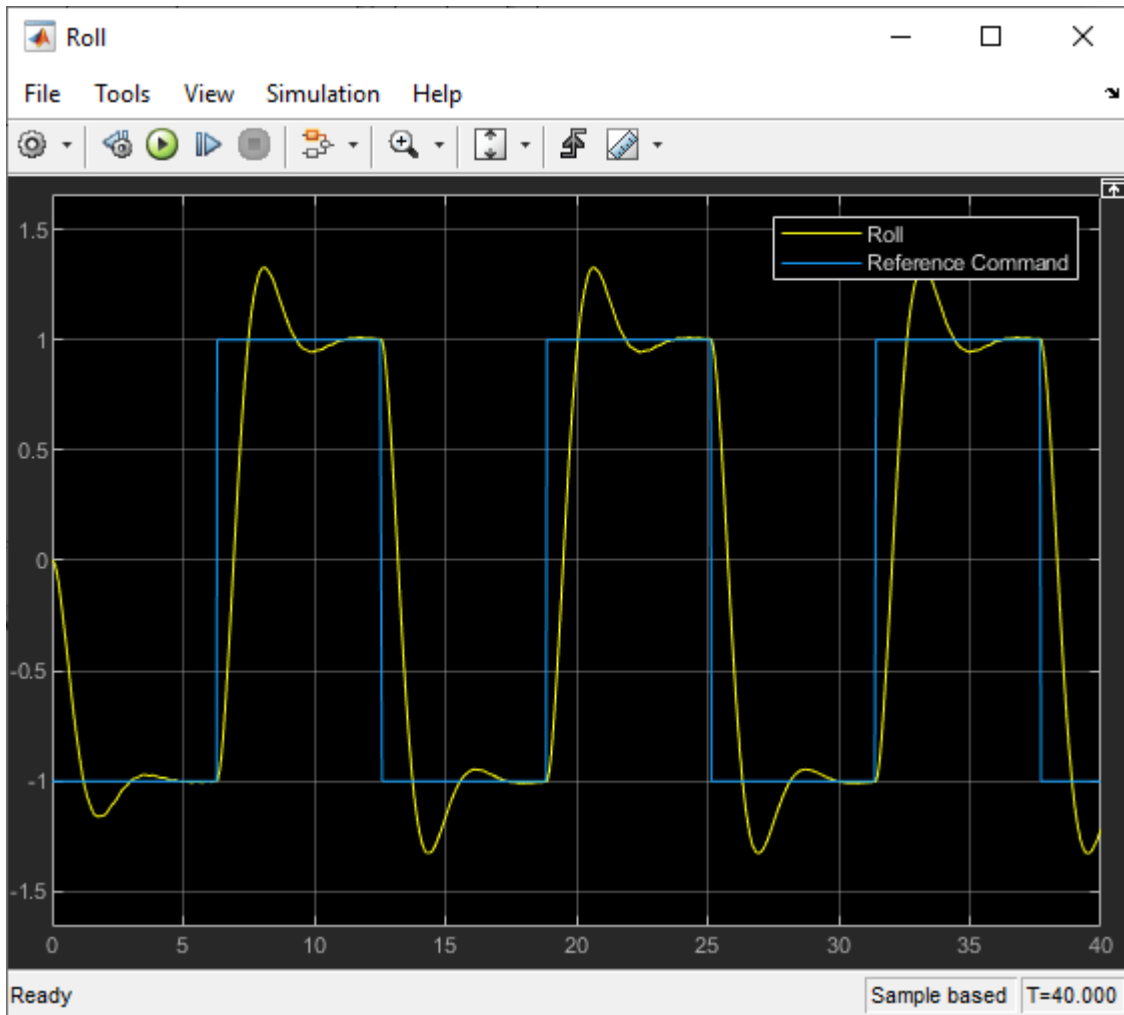 Roll
File Tools View Simulation Help
Roll
Reference Command
1.5
1
0.5
0
-0.5
-1
-1.5
0 5 10 15 20 25 30 35 40
Ready Sample based T=40.000